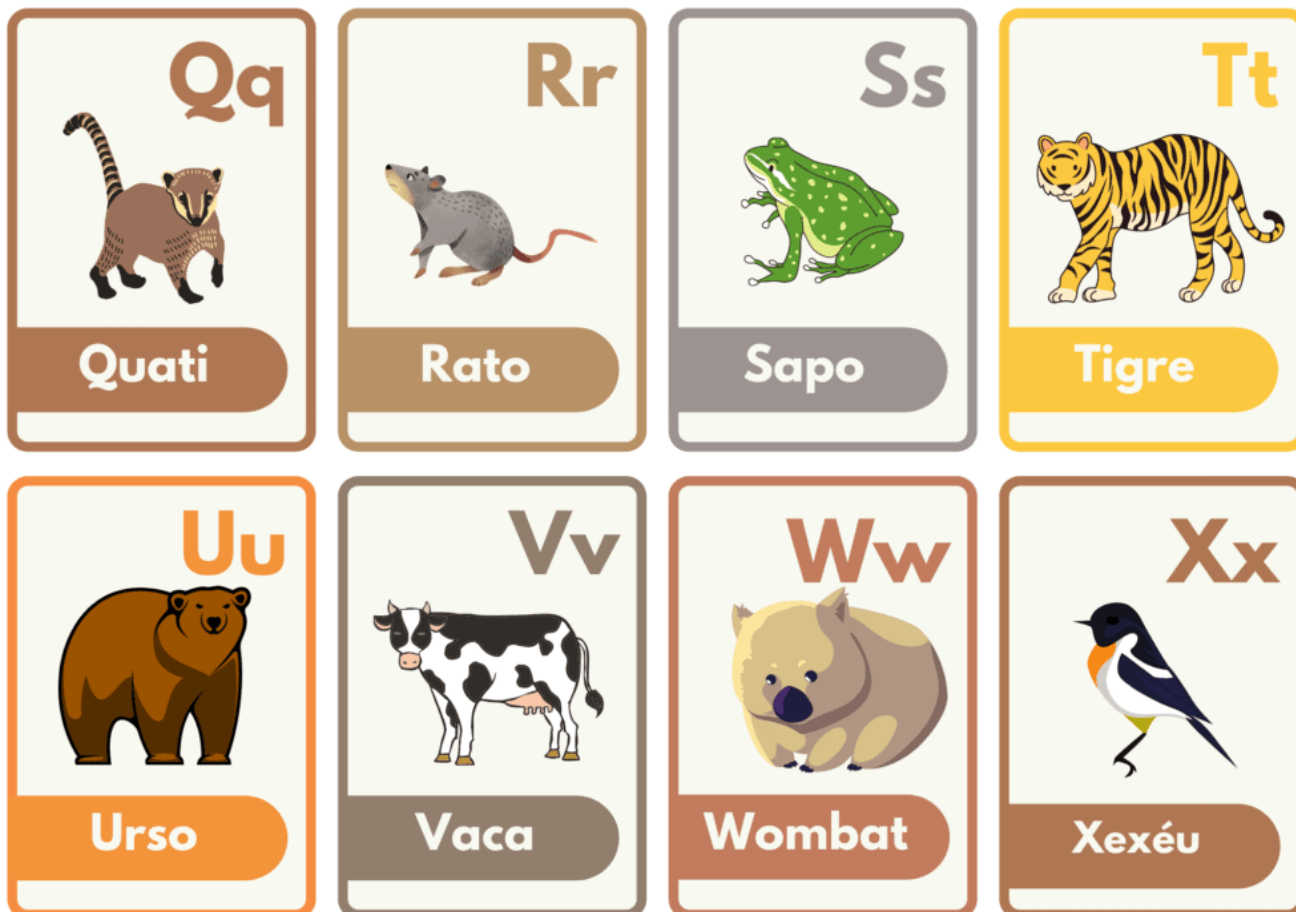 Qq
Quati
Rr
Rato
Ss
Sapo
Tt
Tigre
Uu
Urso
Vv
Vaca
Ww
Wombat
Xx
Xexéu